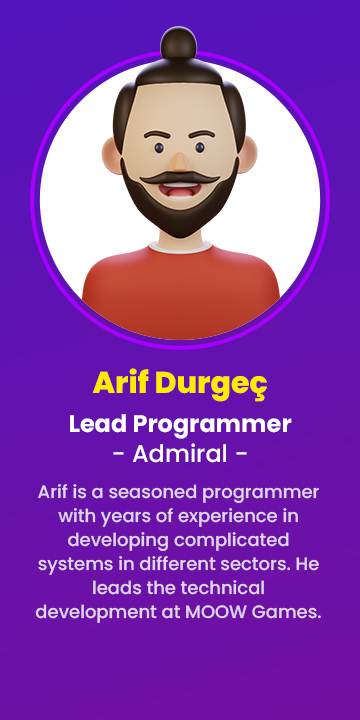 Arif Durgeç
Lead Programmer
- Admiral -
Arif is a seasoned programmer
with years of experience in
developing complicated
systems in different sectors. He
leads the technical
development at MOOW Games.